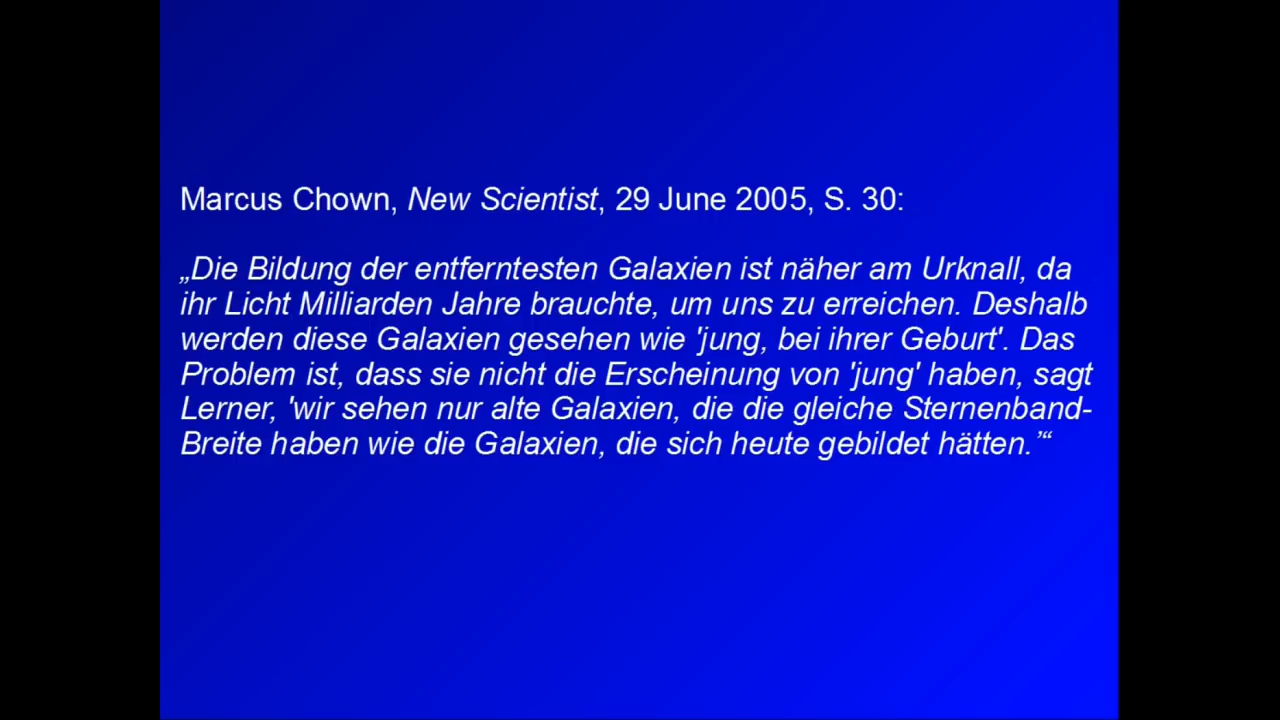 Marcus Chown, New Scientist, 29 June 2005, S. 30:
„Die Bildung der entferntesten Galaxien ist näher am Urknall, da
ihr Licht Milliarden Jahre brauchte, um uns zu erreichen. Deshalb
werden diese Galaxien gesehen wie 'jung, bei ihrer Geburt'. Das
Problem ist, dass sie nicht die Erscheinung von 'jung' haben, sagt
Lerner, 'wir sehen nur alte Galaxien, die die gleiche Sternenband-
Breite haben wie die Galaxien, die sich heute gebildet hätten.’“